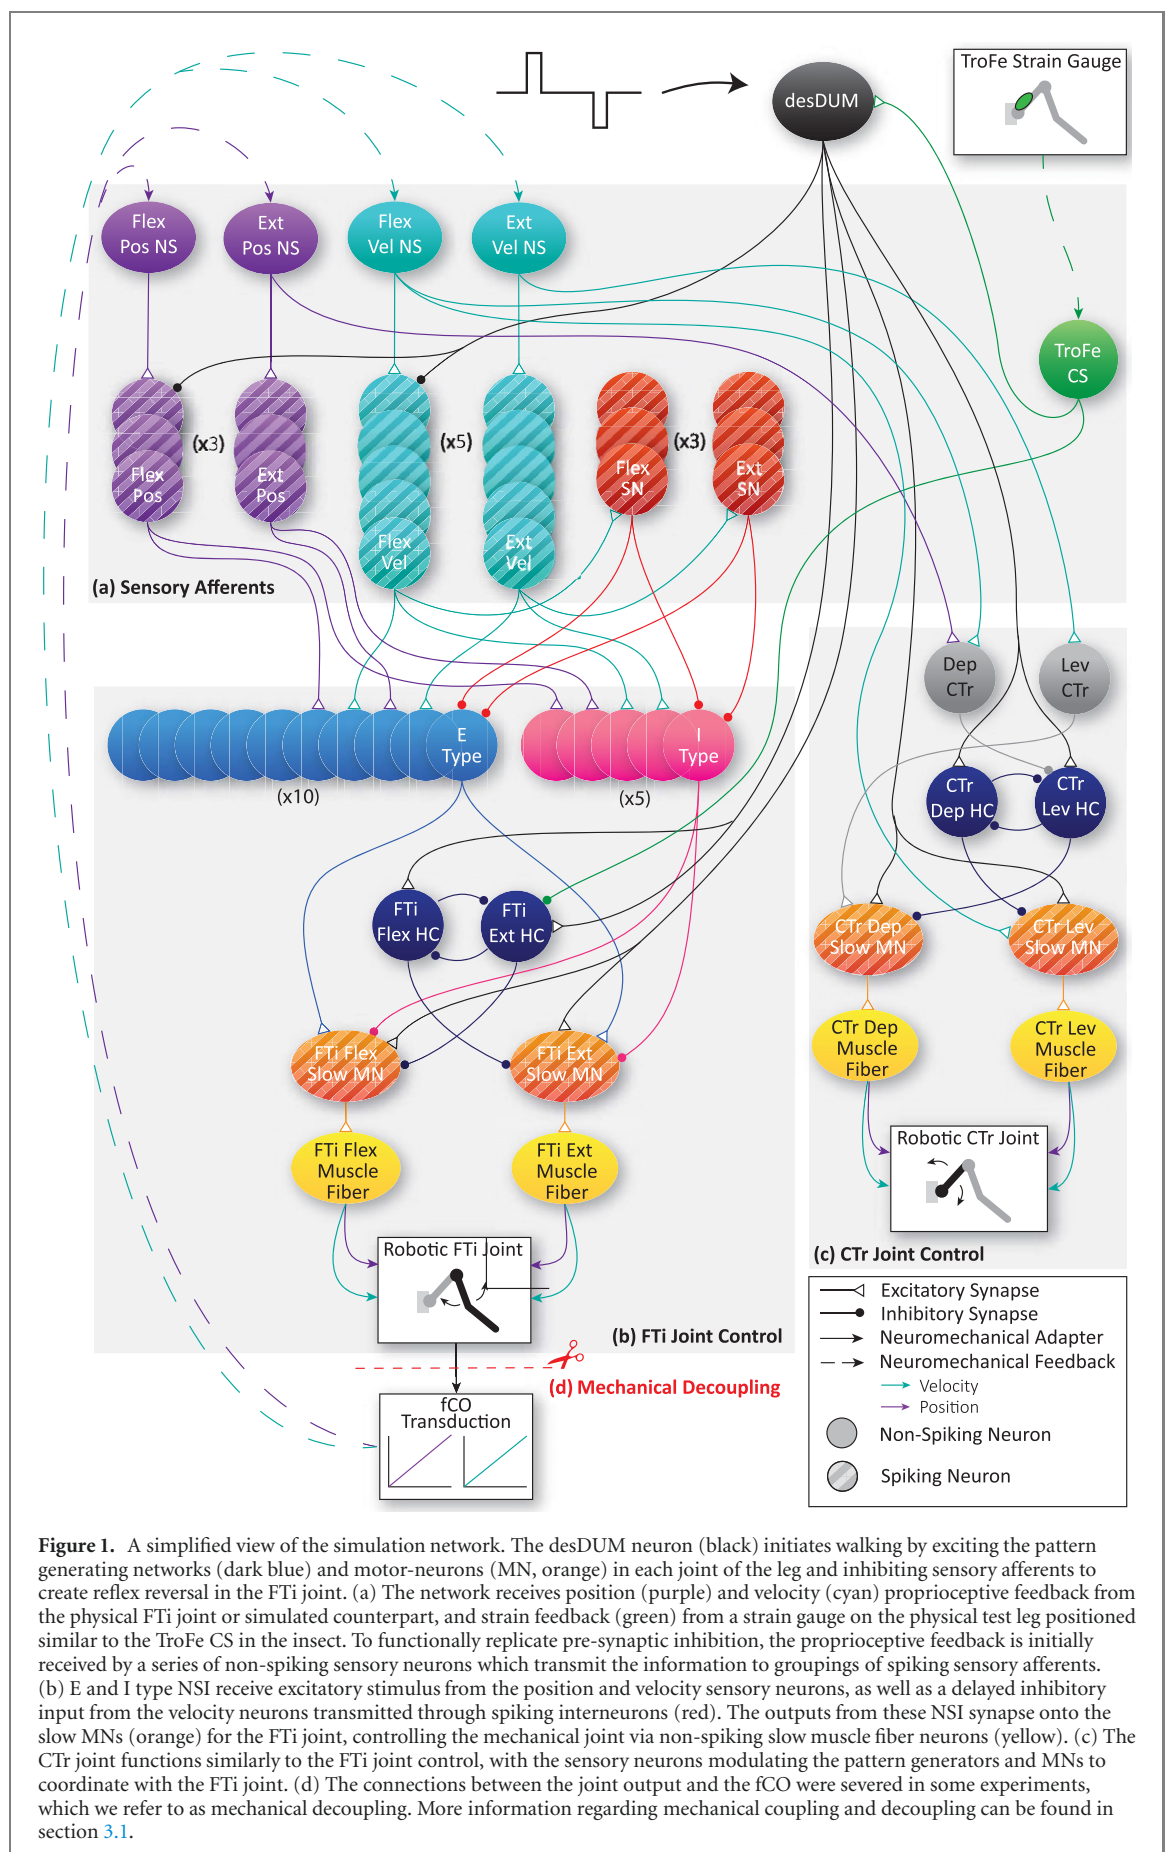 TroFe Strain Gauge
desDUM
Flex
Pos NS
Ext
Pos NS
Flex
Vel NS
Ext
Vel NS
TroFe
CS
(x3)
(x5)
(x3)
Flex
Pos
Ext
Pos
Flex
Vel
Ext
Vel
Flex
SN
Ext
SN
(a) Sensory Afferents
Dep
CTr
Lev
CTr
E
Type
(x10)
I
Type
(x5)
CTr
Dep HC
CTr
Lev HC
FTi
Flex HC
FTi
Ext HC
CTr Dep
Slow MN
CTr Lev
Slow MN
FTi Flex
Slow MN
FTi Ext
Slow MN
CTr Dep
Muscle
Fiber
CTr Lev
Muscle
Fiber
FTi Flex
Muscle
Fiber
FTi Ext
Muscle
Fiber
Robotic CTr Joint
(c) CTr Joint Control
Robotic FTi Joint
(b) FTi Joint Control
(d) Mechanical Decoupling
fCO
Transduction
Excitatory Synapse
Inhibitory Synapse
Neuromechanical Adapter
Neuromechanical Feedback
Velocity
Position
Non-Spiking Neuron
Spiking Neuron
Figure 1. A simplified view of the simulation network. The desDUM neuron (black) initiates walking by exciting the pattern
generating networks (dark blue) and motor-neurons (MN, orange) in each joint of the leg and inhibiting sensory afferents to
create reflex reversal in the FTi joint. (a) The network receives position (purple) and velocity (cyan) proprioceptive feedback from
the physical FTi joint or simulated counterpart, and strain feedback (green) from a strain gauge on the physical test leg positioned
similar to the TroFe CS in the insect. To functionally replicate pre-synaptic inhibition, the proprioceptive feedback is initially
received by a series of non-spiking sensory neurons which transmit the information to groupings of spiking sensory afferents.
(b) E and I type NSI receive excitatory stimulus from the position and velocity sensory neurons, as well as a delayed inhibitory
input from the velocity neurons transmitted through spiking interneurons (red). The outputs from these NSI synapse onto the
slow MNs (orange) for the FTi joint, controlling the mechanical joint via non-spiking slow muscle fiber neurons (yellow). (c) The
CTr joint functions similarly to the FTi joint control, with the sensory neurons modulating the pattern generators and MNs to
coordinate with the FTi joint. (d) The connections between the joint output and the fCO were severed in some experiments,
which we refer to as mechanical decoupling. More information regarding mechanical coupling and decoupling can be found in
section 3.1.